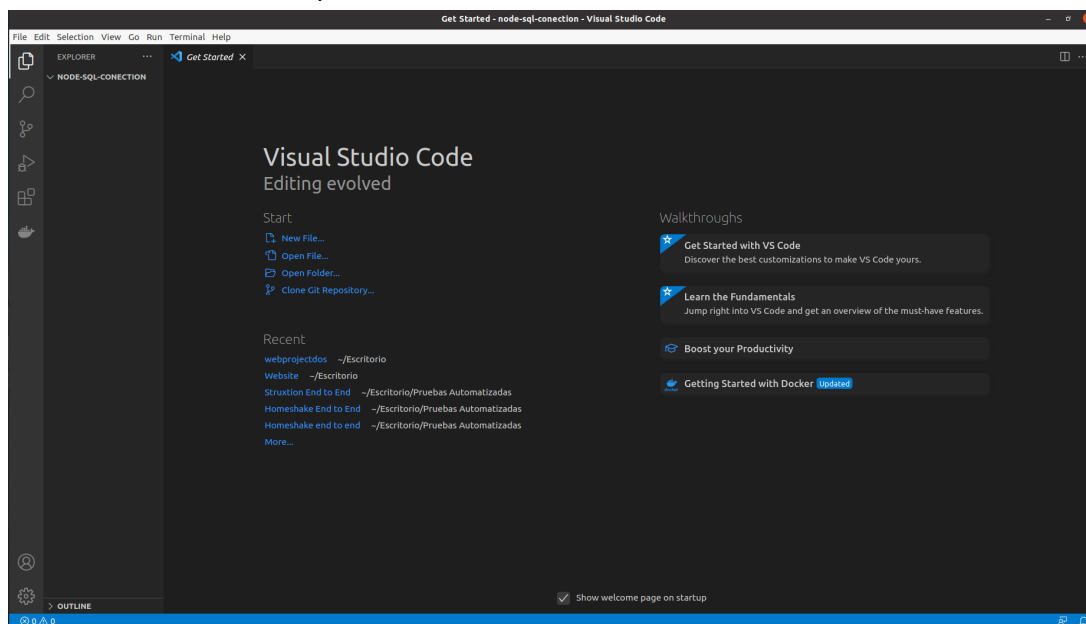 Get Started - node-sql-conection - Visual Studio Code
File Edit Selection View Go Run Terminal Help
EXPLORER
Get Started
NODE-SQL-CONECTION
Visual Studio Code
Editing evolved
Start
New File...
Open File...
Open Folder...
Clone Git Repository...
Recent
webprojectdos ~/Escritorio
Website ~/Escritorio
Struxtion End to End ~/Escritorio/Pruebas Automatizadas
Homeshake End to End ~/Escritorio/Pruebas Automatizadas
Homeshake end to end ~/Escritorio/Pruebas Automatizadas
More...
Walkthroughs
Get Started with VS Code
Discover the best customizations to make VS Code yours.
Learn the Fundamentals
Jump right into VS Code and get an overview of the must-have features.
Boost your Productivity
Getting Started with Docker Updated
Show welcome page on startup
OUTLINE
0 0